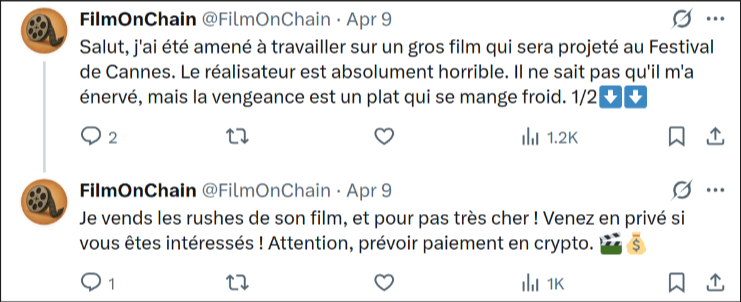 FilmOnChain @FilmOnChain · Apr 9
Salut, j'ai été amené à travailler sur un gros film qui sera projeté au Festival
de Cannes. Le réalisateur est absolument horrible. Il ne sait pas qu'il m'a
énervé, mais la vengeance est un plat qui se mange froid. 1/2⬇️⬇️
2 1.2K
FilmOnChain @FilmOnChain · Apr 9
Je vends les rushes de son film, et pour pas très cher ! Venez en privé si
vous êtes intéressés ! Attention, prévoir paiement en crypto. 🎬💰
1 1K